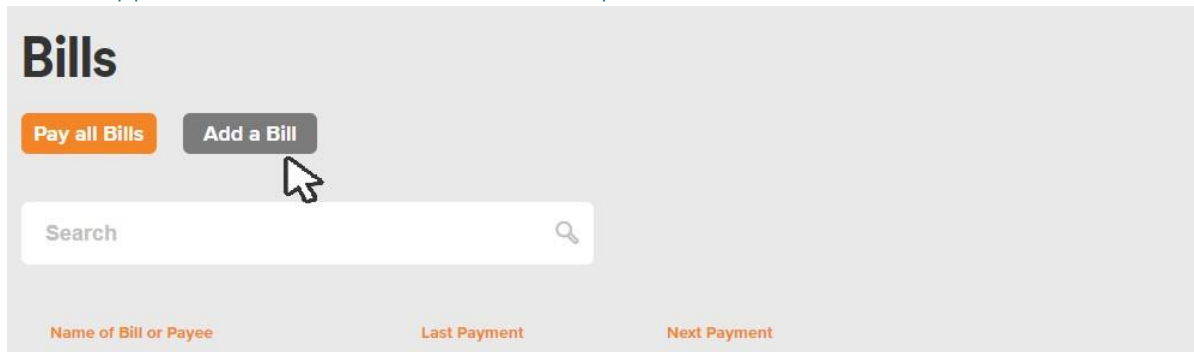 Bills
Pay all Bills Add a Bill
Search
Name of Bill or Payee Last Payment Next Payment